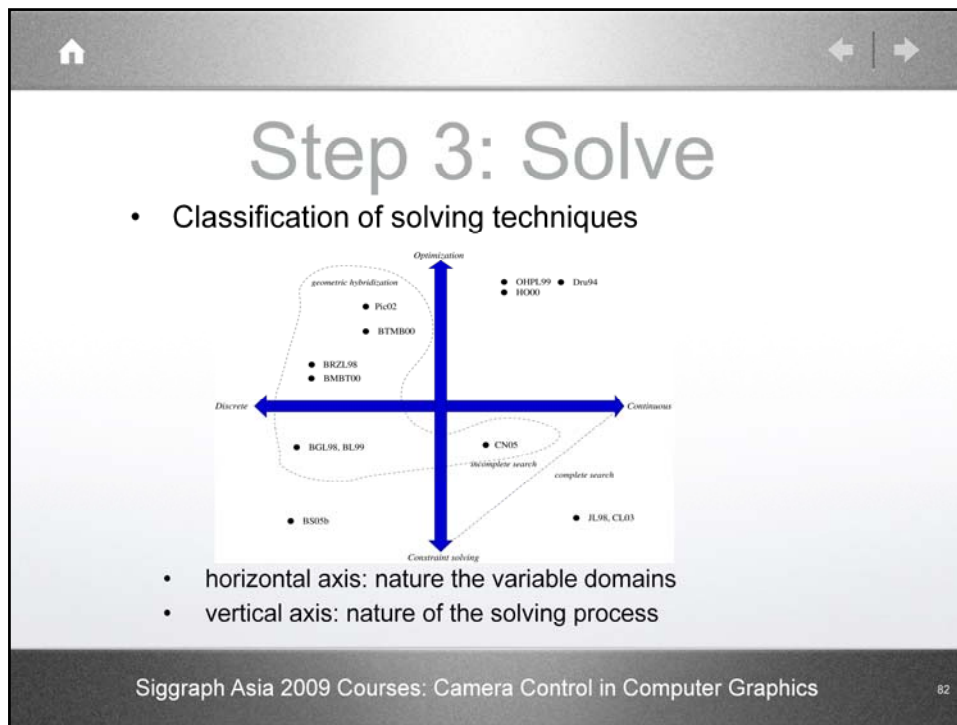 Step 3: Solve
• Classification of solving techniques
Optimization
geometric hybridization
OHPL99
Dru94
HO00
Pic02
BTMB00
BRZL98
BMBT00
Discrete
Continuous
BGL98, BL99
CN05
incomplete search
complete search
BS05b
JL98, CL03
Constraint solving
• horizontal axis: nature the variable domains
• vertical axis: nature of the solving process
Siggraph Asia 2009 Courses: Camera Control in Computer Graphics
82